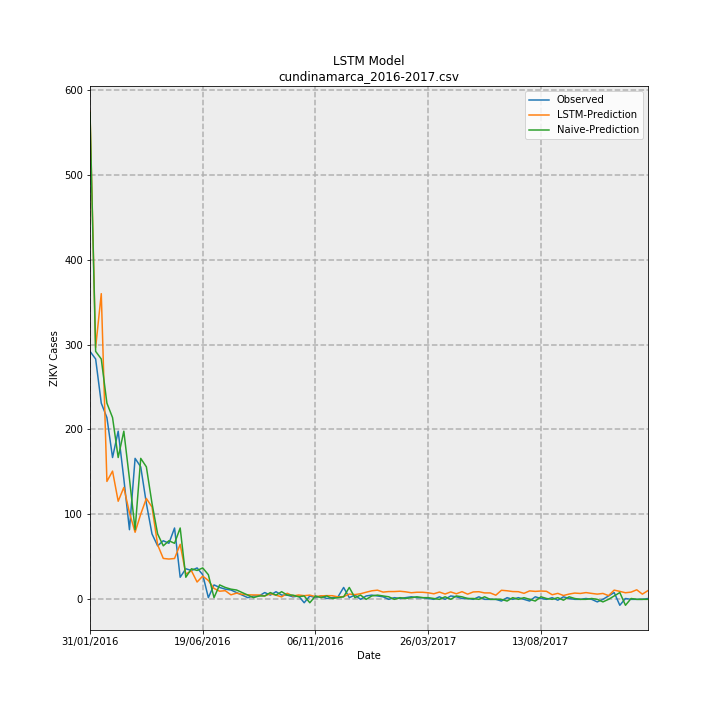 LSTM Model
cundinamarca_2016-2017.csv
600
500
400
300
200
100
0
ZIKV Cases
Observed
LSTM-Prediction
Naive-Prediction
31/01/2016
19/06/2016
06/11/2016
26/03/2017
13/08/2017
Date